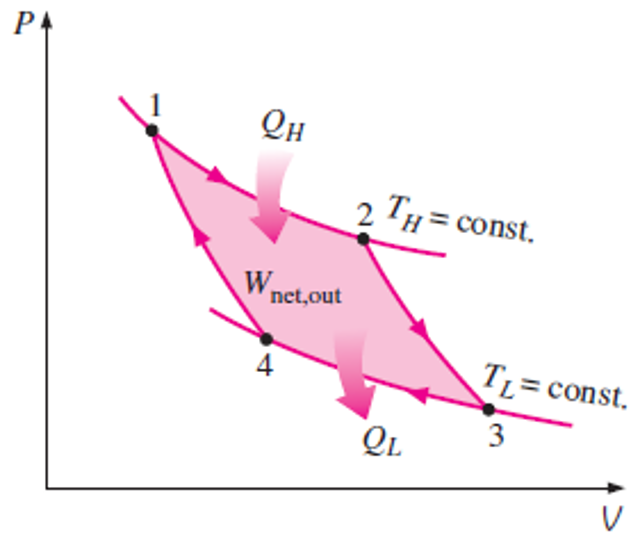 P
1
Q_H
2
T_H = const.
W_net,out
4
T_L = const.
Q_L
3
V